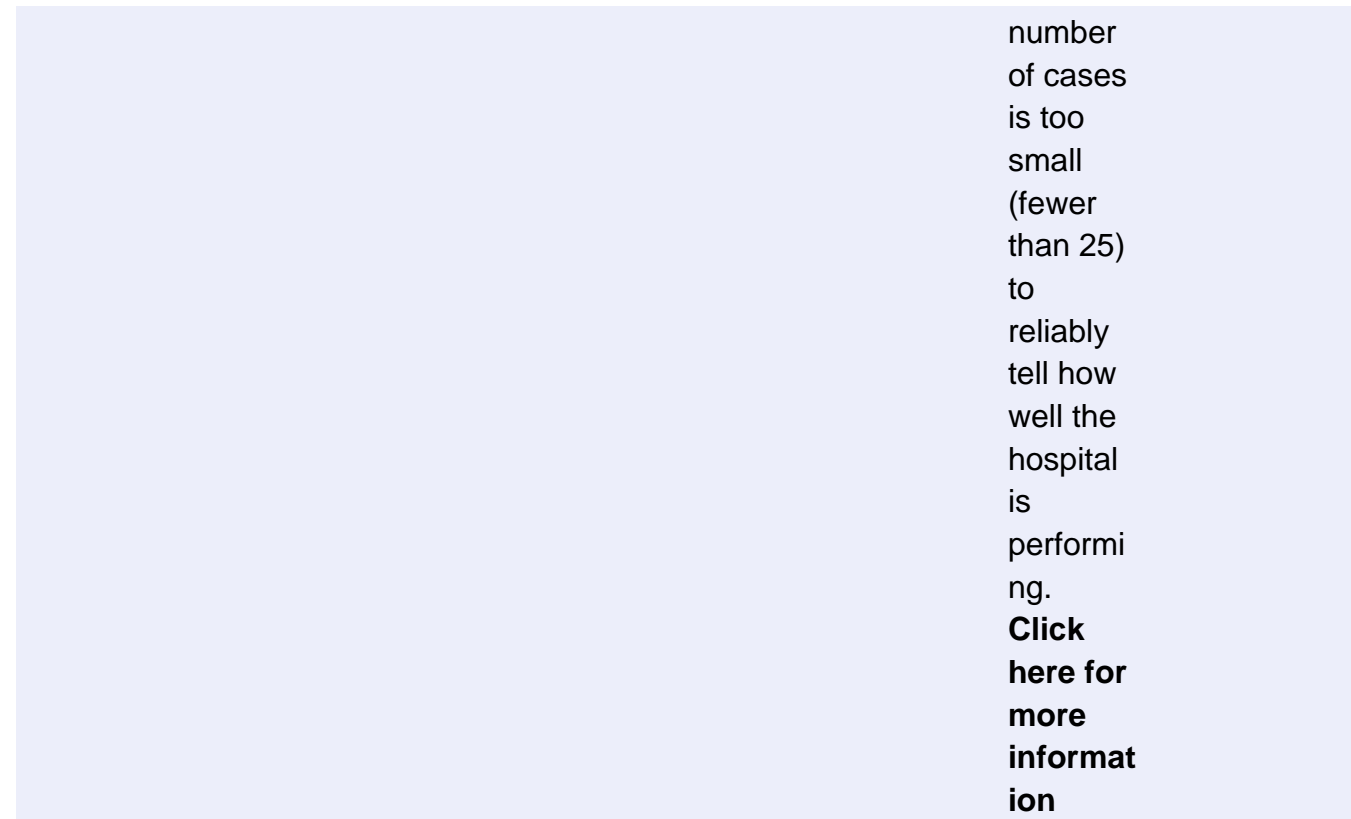 number
of cases
is too
small
(fewer
than 25)
to
reliably
tell how
well the
hospital
is
performi
ng.
Click
here for
more
informat
ion